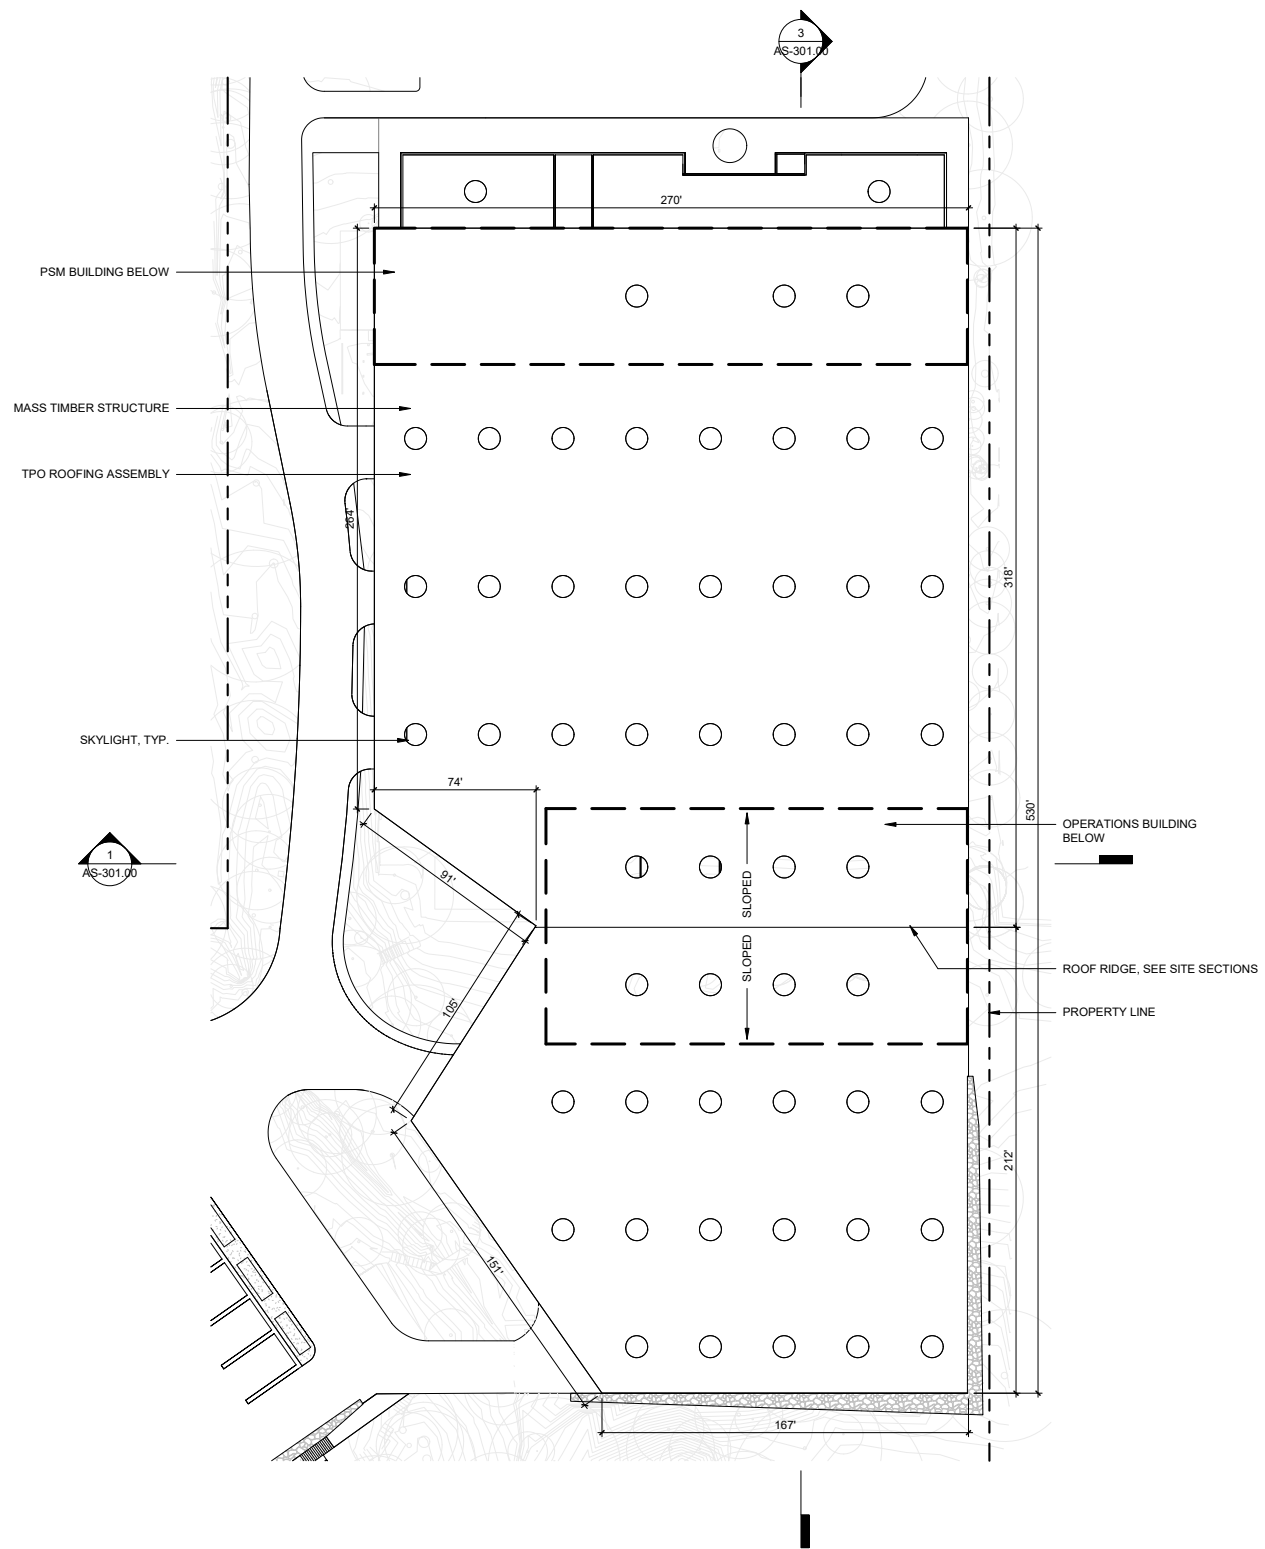 3
AS-301.00
270'
PSM BUILDING BELOW
MASS TIMBER STRUCTURE
TPO ROOFING ASSEMBLY
264'
318'
SKYLIGHT, TYP.
74'
530'
OPERATIONS BUILDING
BELOW
1
AS-301.00
91'
SLOPED
SLOPED
ROOF RIDGE, SEE SITE SECTIONS
105'
PROPERTY LINE
212'
151'
167'